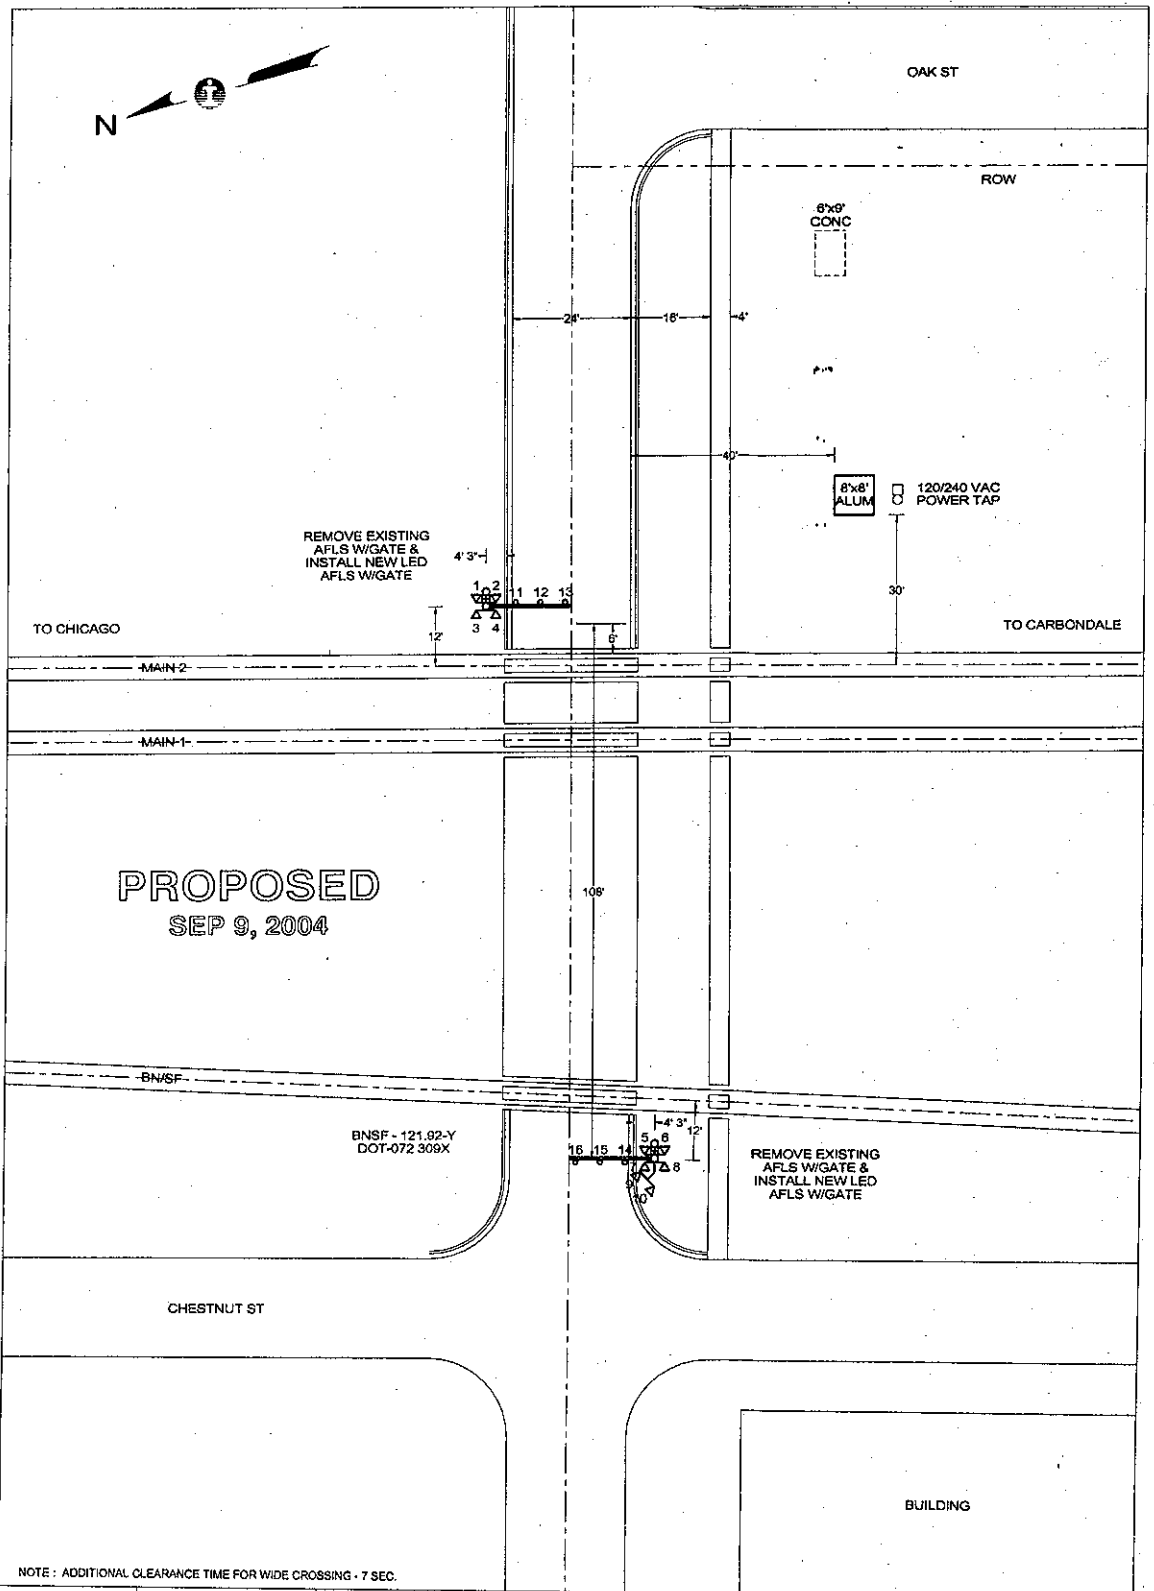 OAK ST
N
ROW
6'x9'
CONC
24'
16'
4'
40'
8'x8'
ALUM
120/240 VAC
POWER TAP
REMOVE EXISTING
AFLS W/GATE &
INSTALL NEW LED
AFLS W/GATE
4' 3"
1 2 11 12 13
3 4
12'
30'
6'
TO CHICAGO
TO CARBONDALE
MAIN 2
MAIN 1
PROPOSED
SEP 9, 2004
108'
BN/SF
BNSF - 121.92-Y
DOT-072 309X
4' 3"
12'
16 15 14 5 6
8
9
10
REMOVE EXISTING
AFLS W/GATE &
INSTALL NEW LED
AFLS W/GATE
CHESTNUT ST
BUILDING
NOTE : ADDITIONAL CLEARANCE TIME FOR WIDE CROSSING - 7 SEC.